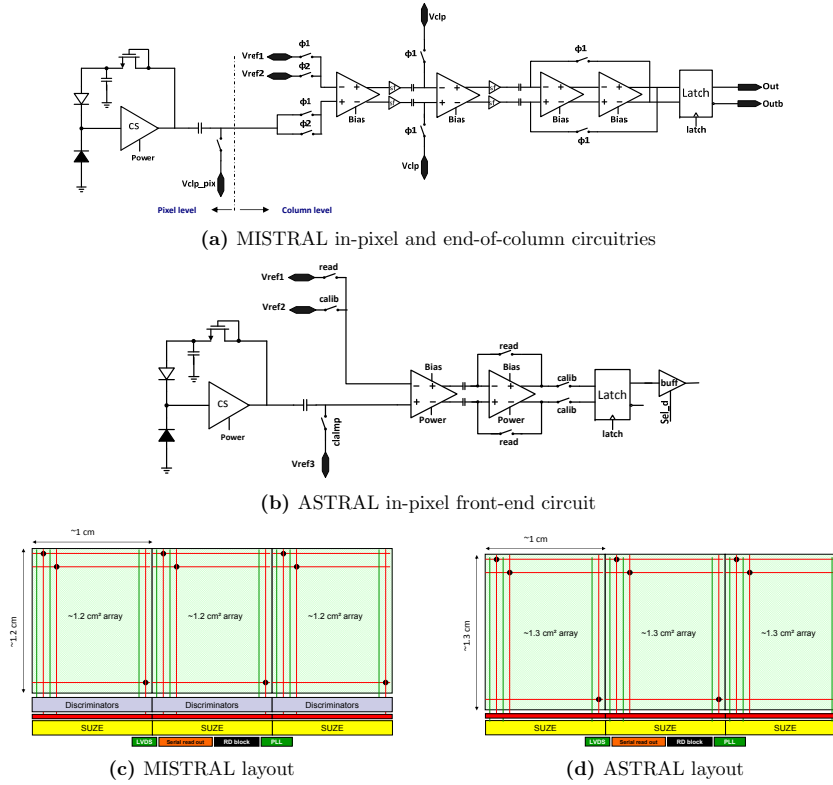 Vclp
Vref1
ϕ1
Vref2
ϕ2
ϕ1
ϕ1
ϕ1
ϕ2
CS
Power
Bias
Bias
Bias
Bias
Latch
latch
Out
Outb
ϕ1
ϕ1
Vclp_pix
Vclp
Pixel level
Column level
(a) MISTRAL in-pixel and end-of-column circuitries
Vref1
read
Vref2
calib
CS
Power
clalmp
Vref3
Bias
Power
read
Bias
Power
read
calib
calib
Latch
latch
buff
Sel_d
(b) ASTRAL in-pixel front-end circuit
~1 cm
~1.2 cm
~1.2 cm² array
~1.2 cm² array
~1.2 cm² array
Discriminators
Discriminators
Discriminators
SUZE
SUZE
SUZE
LVDS
Serial read out
RD block
PLL
(c) MISTRAL layout
~1 cm
~1.3 cm
~1.3 cm² array
~1.3 cm² array
~1.3 cm² array
SUZE
SUZE
SUZE
LVDS
Serial read out
RD block
PLL
(d) ASTRAL layout